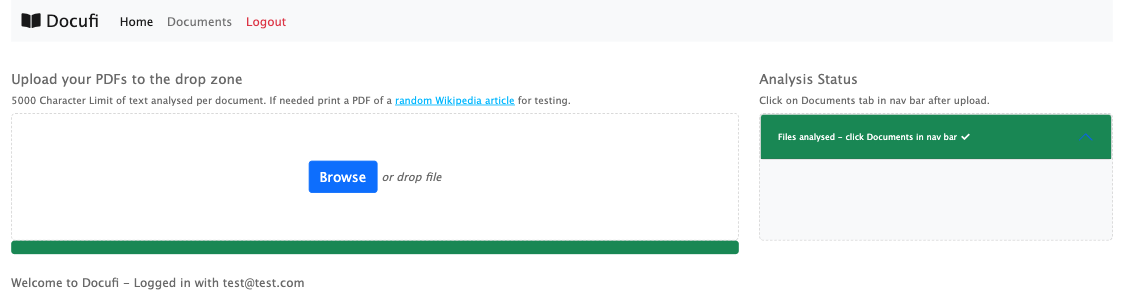 Docufi Home Documents Logout
Upload your PDFs to the drop zone
5000 Character Limit of text analysed per document. If needed print a PDF of a random Wikipedia article for testing.
Browse or drop file
Analysis Status
Click on Documents tab in nav bar after upload.
Files analysed - click Documents in nav bar
Welcome to Docufi - Logged in with test@test.com